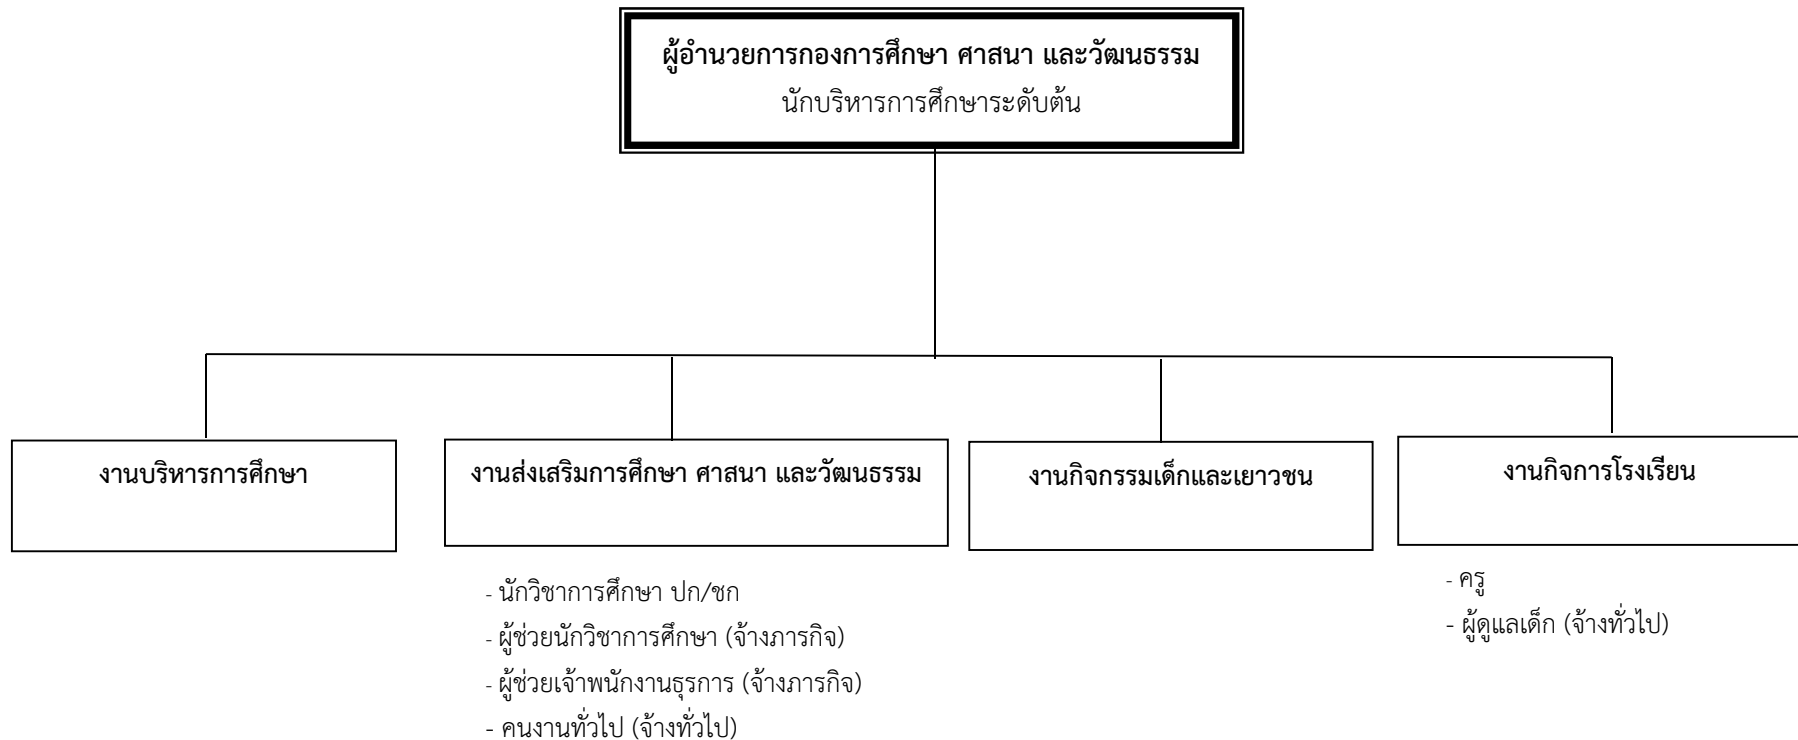 ผู้อำนวยการกองการศึกษา ศาสนา และวัฒนธรรม
นักบริหารการศึกษาระดับต้น
งานบริหารการศึกษา
งานส่งเสริมการศึกษา ศาสนา และวัฒนธรรม
งานกิจกรรมเด็กและเยาวชน
งานกิจการโรงเรียน
- นักวิชาการศึกษา ปก/ชก
- ผู้ช่วยนักวิชาการศึกษา (จ้างภารกิจ)
- ผู้ช่วยเจ้าพนักงานธุรการ (จ้างภารกิจ)
- คนงานทั่วไป (จ้างทั่วไป)
- ครู
- ผู้ดูแลเด็ก (จ้างทั่วไป)